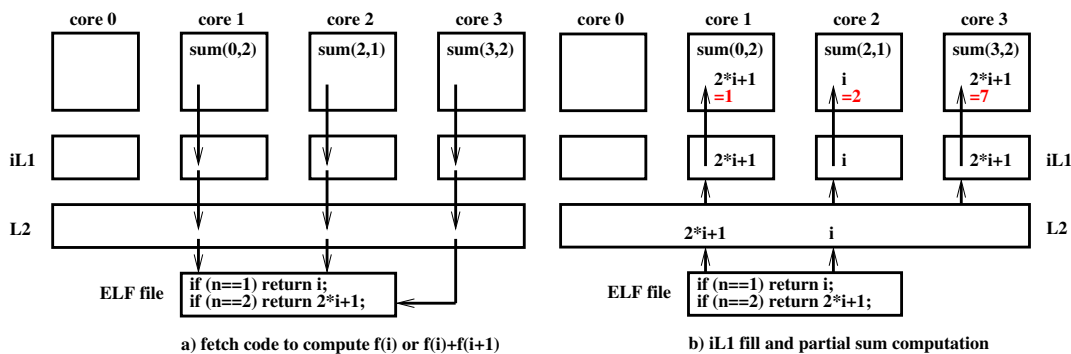 core 0 core 1 core 2 core 3
sum(0,2) sum(2,1) sum(3,2)
iL1
L2
ELF file
if (n==1) return i;
if (n==2) return 2*i+1;
a) fetch code to compute f(i) or f(i)+f(i+1)
core 0 core 1 core 2 core 3
sum(0,2) sum(2,1) sum(3,2)
2*i+1 i 2*i+1
=1 =2 =7
2*i+1 i 2*i+1 iL1
L2
2*i+1 i
ELF file
if (n==1) return i;
if (n==2) return 2*i+1;
b) iL1 fill and partial sum computation